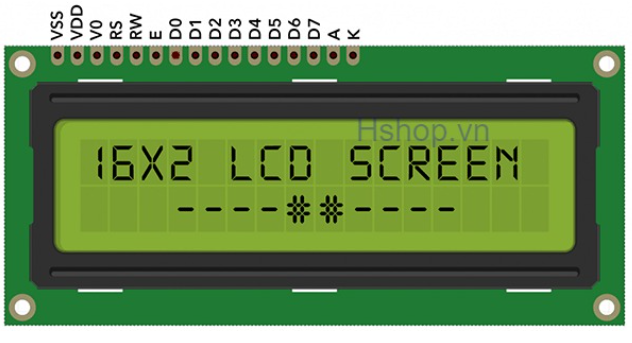 VSS VDD V0 RS RW E D0 D1 D2 D3 D4 D5 D6 D7 A K
Hshop.vn
16X2 LCD SCREEN
----##----